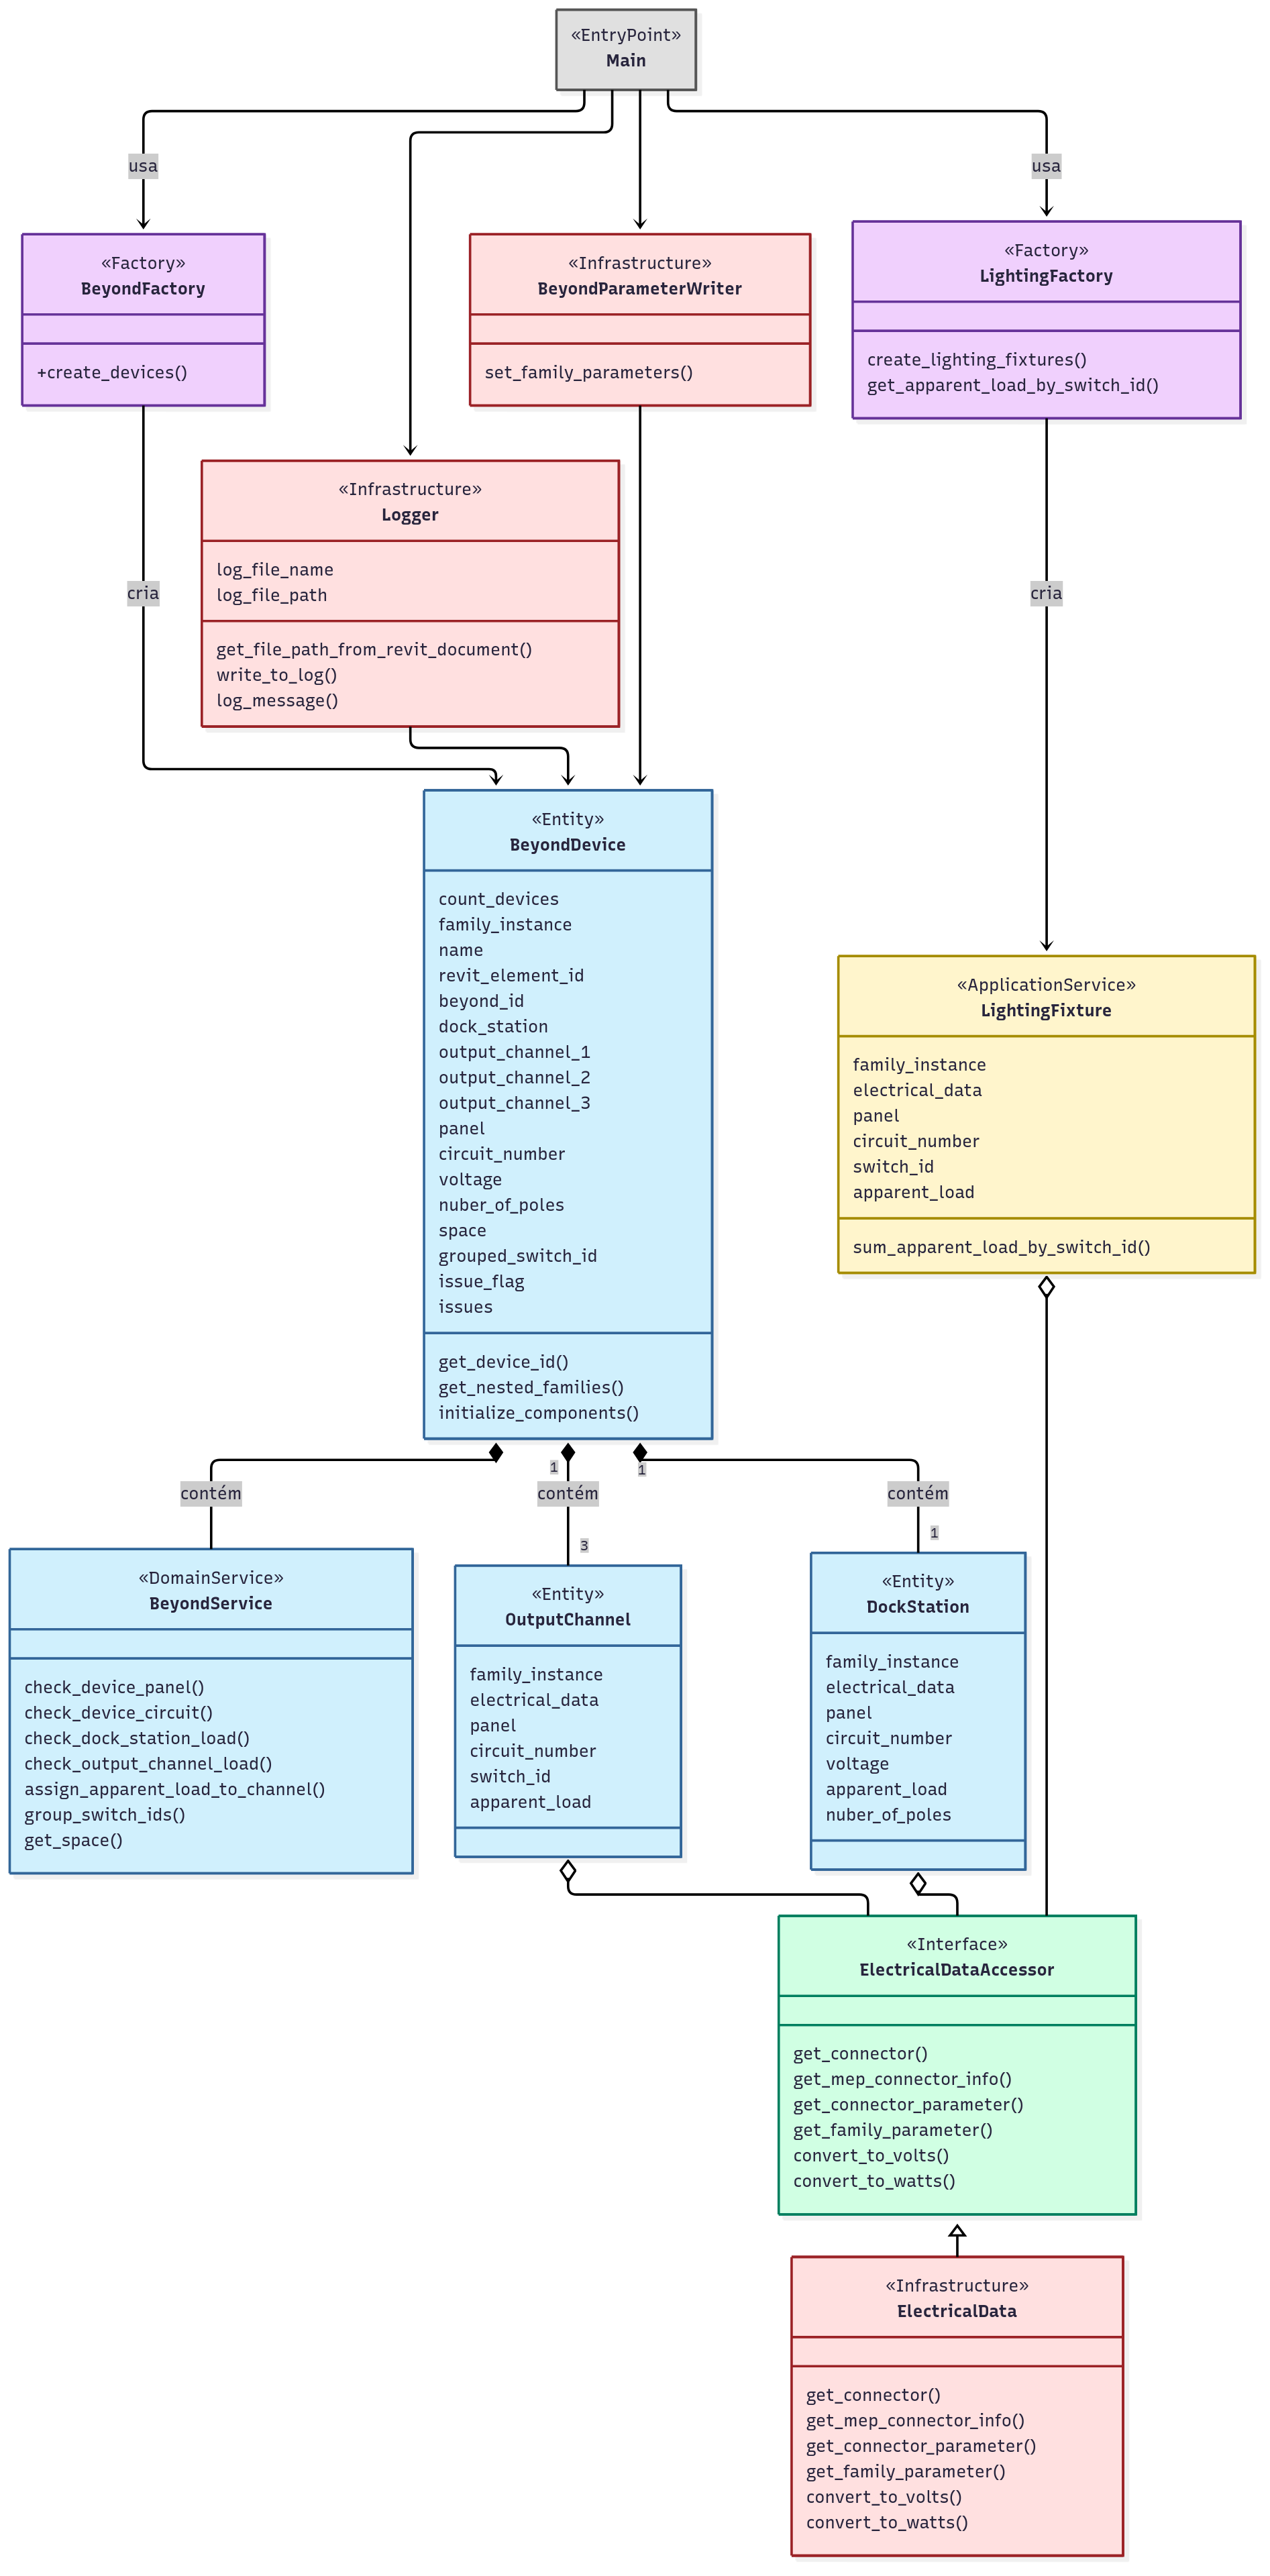 «EntryPoint»
Main
usa
usa
«Factory»
BeyondFactory
+create_devices()
«Infrastructure»
BeyondParameterWriter
set_family_parameters()
«Factory»
LightingFactory
create_lighting_fixtures()
get_apparent_load_by_switch_id()
«Infrastructure»
Logger
log_file_name
log_file_path
get_file_path_from_revit_document()
write_to_log()
log_message()
cria
cria
«Entity»
BeyondDevice
count_devices
family_instance
name
revit_element_id
beyond_id
dock_station
output_channel_1
output_channel_2
output_channel_3
panel
circuit_number
voltage
nuber_of_poles
space
grouped_switch_id
issue_flag
issues
get_device_id()
get_nested_families()
initialize_components()
«ApplicationService»
LightingFixture
family_instance
electrical_data
panel
circuit_number
switch_id
apparent_load
sum_apparent_load_by_switch_id()
1
1
contém
contém
contém
3
1
«DomainService»
BeyondService
check_device_panel()
check_device_circuit()
check_dock_station_load()
check_output_channel_load()
assign_apparent_load_to_channel()
group_switch_ids()
get_space()
«Entity»
OutputChannel
family_instance
electrical_data
panel
circuit_number
switch_id
apparent_load
«Entity»
DockStation
family_instance
electrical_data
panel
circuit_number
voltage
apparent_load
nuber_of_poles
«Interface»
ElectricalDataAccessor
get_connector()
get_mep_connector_info()
get_connector_parameter()
get_family_parameter()
convert_to_volts()
convert_to_watts()
«Infrastructure»
ElectricalData
get_connector()
get_mep_connector_info()
get_connector_parameter()
get_family_parameter()
convert_to_volts()
convert_to_watts()